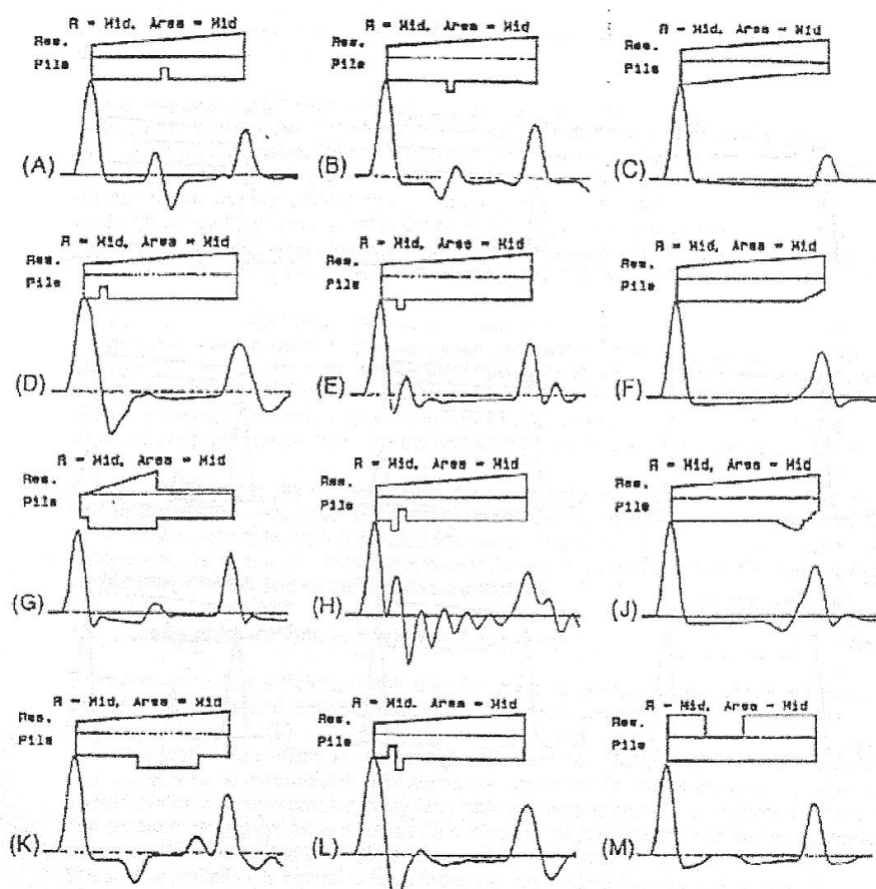 R = Mid, Area = Mid
Res.
Pile
(A)
R = Mid, Area = Mid
Res.
Pile
(B)
R = Mid, Area = Mid
Res.
Pile
(C)
R = Mid, Area = Mid
Res.
Pile
(D)
R = Mid, Area = Mid
Res.
Pile
(E)
R = Mid, Area = Mid
Res.
Pile
(F)
R = Mid, Area = Mid
Res.
Pile
(G)
R = Mid, Area = Mid
Res.
Pile
(H)
R = Mid, Area = Mid
Res.
Pile
(J)
R = Mid, Area = Mid
Res.
Pile
(K)
R = Mid, Area = Mid
Res.
Pile
(L)
R = Mid, Area = Mid
Res.
Pile
(M)